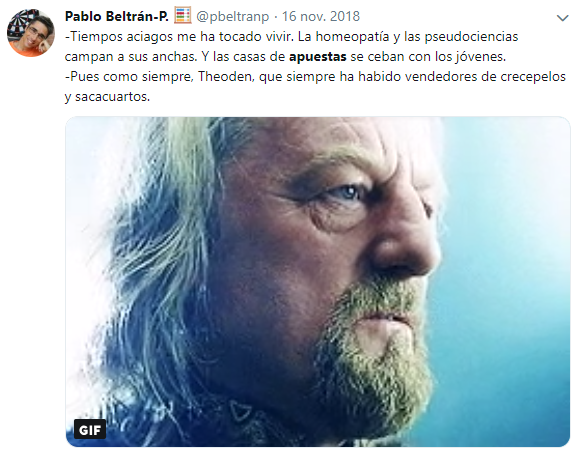 Pablo Beltrán-P. @pbeltranp · 16 nov. 2018
-Tiempos aciagos me ha tocado vivir. La homeopatía y las pseudociencias
campan a sus anchas. Y las casas de apuestas se ceban con los jóvenes.
-Pues como siempre, Theoden, que siempre ha habido vendedores de crecepelos
y sacacuartos.
GIF